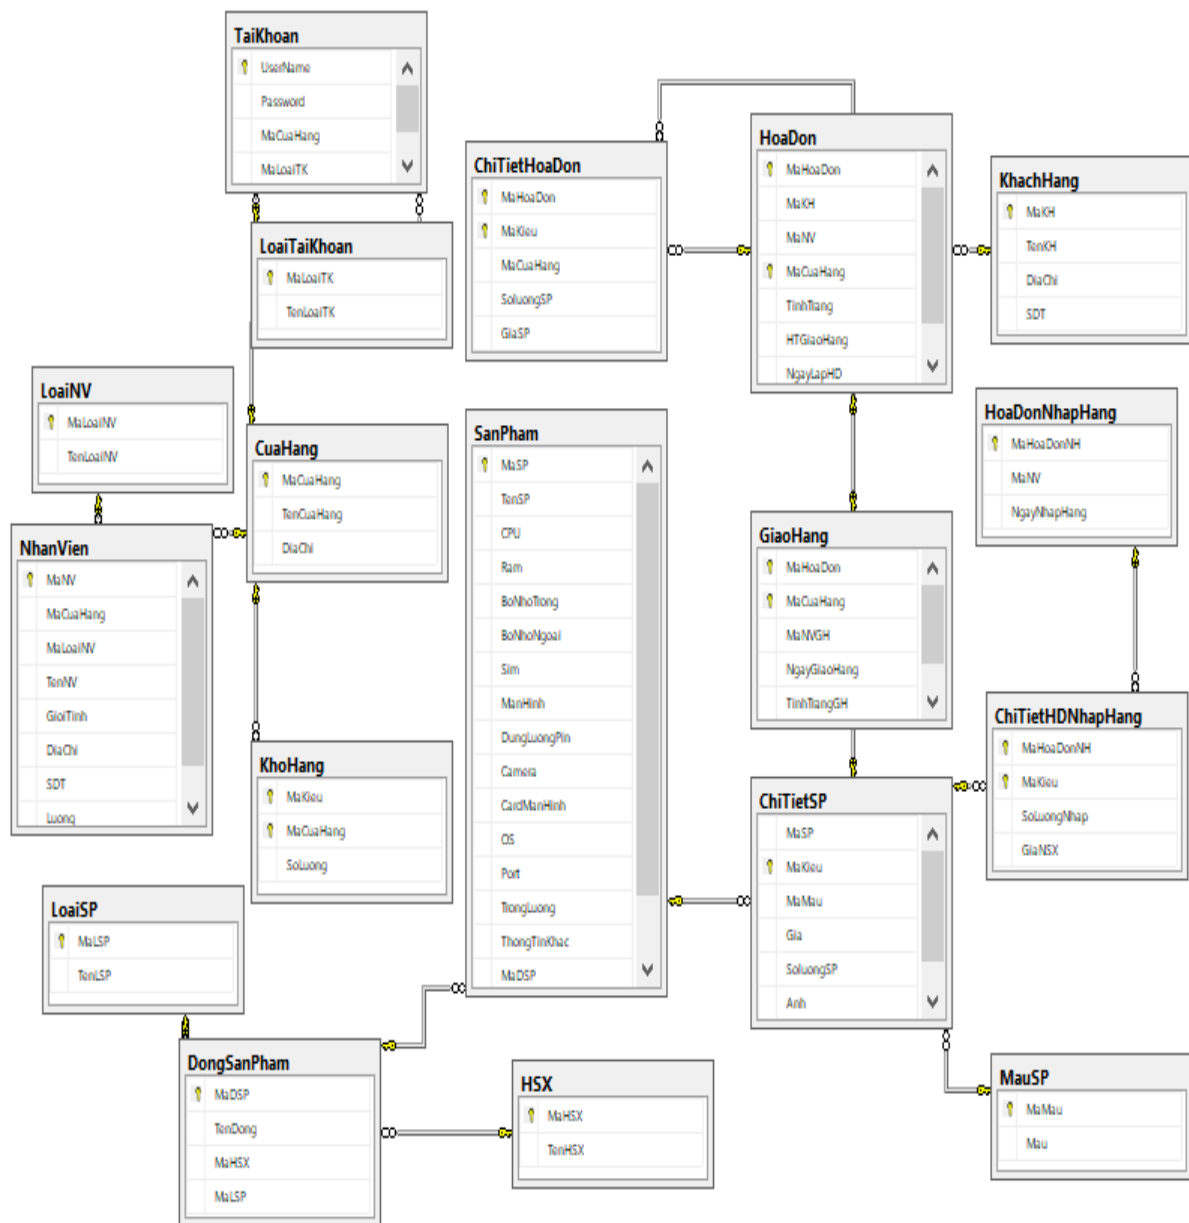 TaiKhoan
UserName
Password
MaCuaHang
MaLoaiTK
LoaiTaiKhoan
MaLoaiTK
TenLoaiTK
ChiTietHoaDon
MaHoaDon
MaKieu
MaCuaHang
SoluongSP
GiaSP
HoaDon
MaHoaDon
MaKH
MaNV
MaCuaHang
TinhTrang
HTGiaoHang
NgayLapHD
KhachHang
MaKH
TenKH
DiaChi
SDT
LoaiNV
MaLoaiNV
TenLoaiNV
CuaHang
MaCuaHang
TenCuaHang
DiaChi
SanPham
MaSP
TenSP
CPU
Ram
BoNhoTrong
BoNhoNgoai
Sim
ManHinh
DungLuongPin
Camera
CardManHinh
OS
Port
TrongLuong
ThongTinKhac
MaDSP
HoaDonNhapHang
MaHoaDonNH
MaNV
NgayNhapHang
NhanVien
MaNV
MaCuaHang
MaLoaiNV
TenNV
GioiTinh
DiaChi
SDT
Luong
GiaoHang
MaHoaDon
MaCuaHang
MaNVGH
NgayGiaoHang
TinhTrangGH
KhoHang
MaKieu
MaCuaHang
SoLuong
ChiTietHDNhapHang
MaHoaDonNH
MaKieu
SoLuongNhap
GiaNSX
ChiTietSP
MaSP
MaKieu
MaMau
Gia
SoluongSP
Anh
LoaiSP
MaLSP
TenLSP
DongSanPham
MaDSP
TenDong
MaHSX
MaLSP
HSX
MaHSX
TenHSX
MauSP
MaMau
Mau